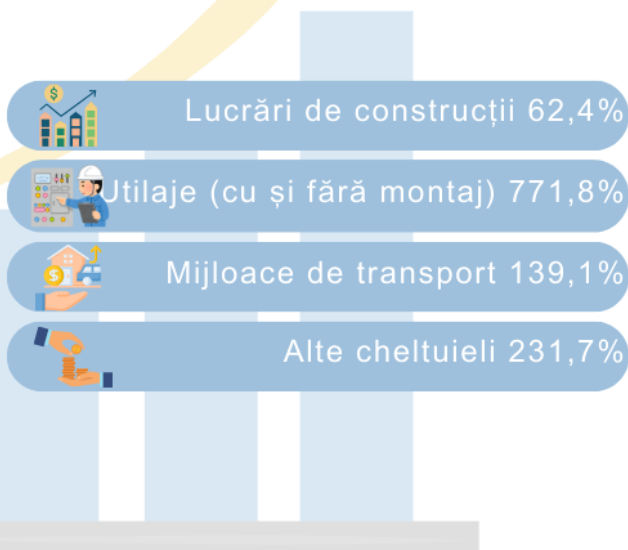 Lucrări de construcții 62,4%
Utilaje (cu și fără montaj) 771,8%
Mijloace de transport 139,1%
Alte cheltuieli 231,7%